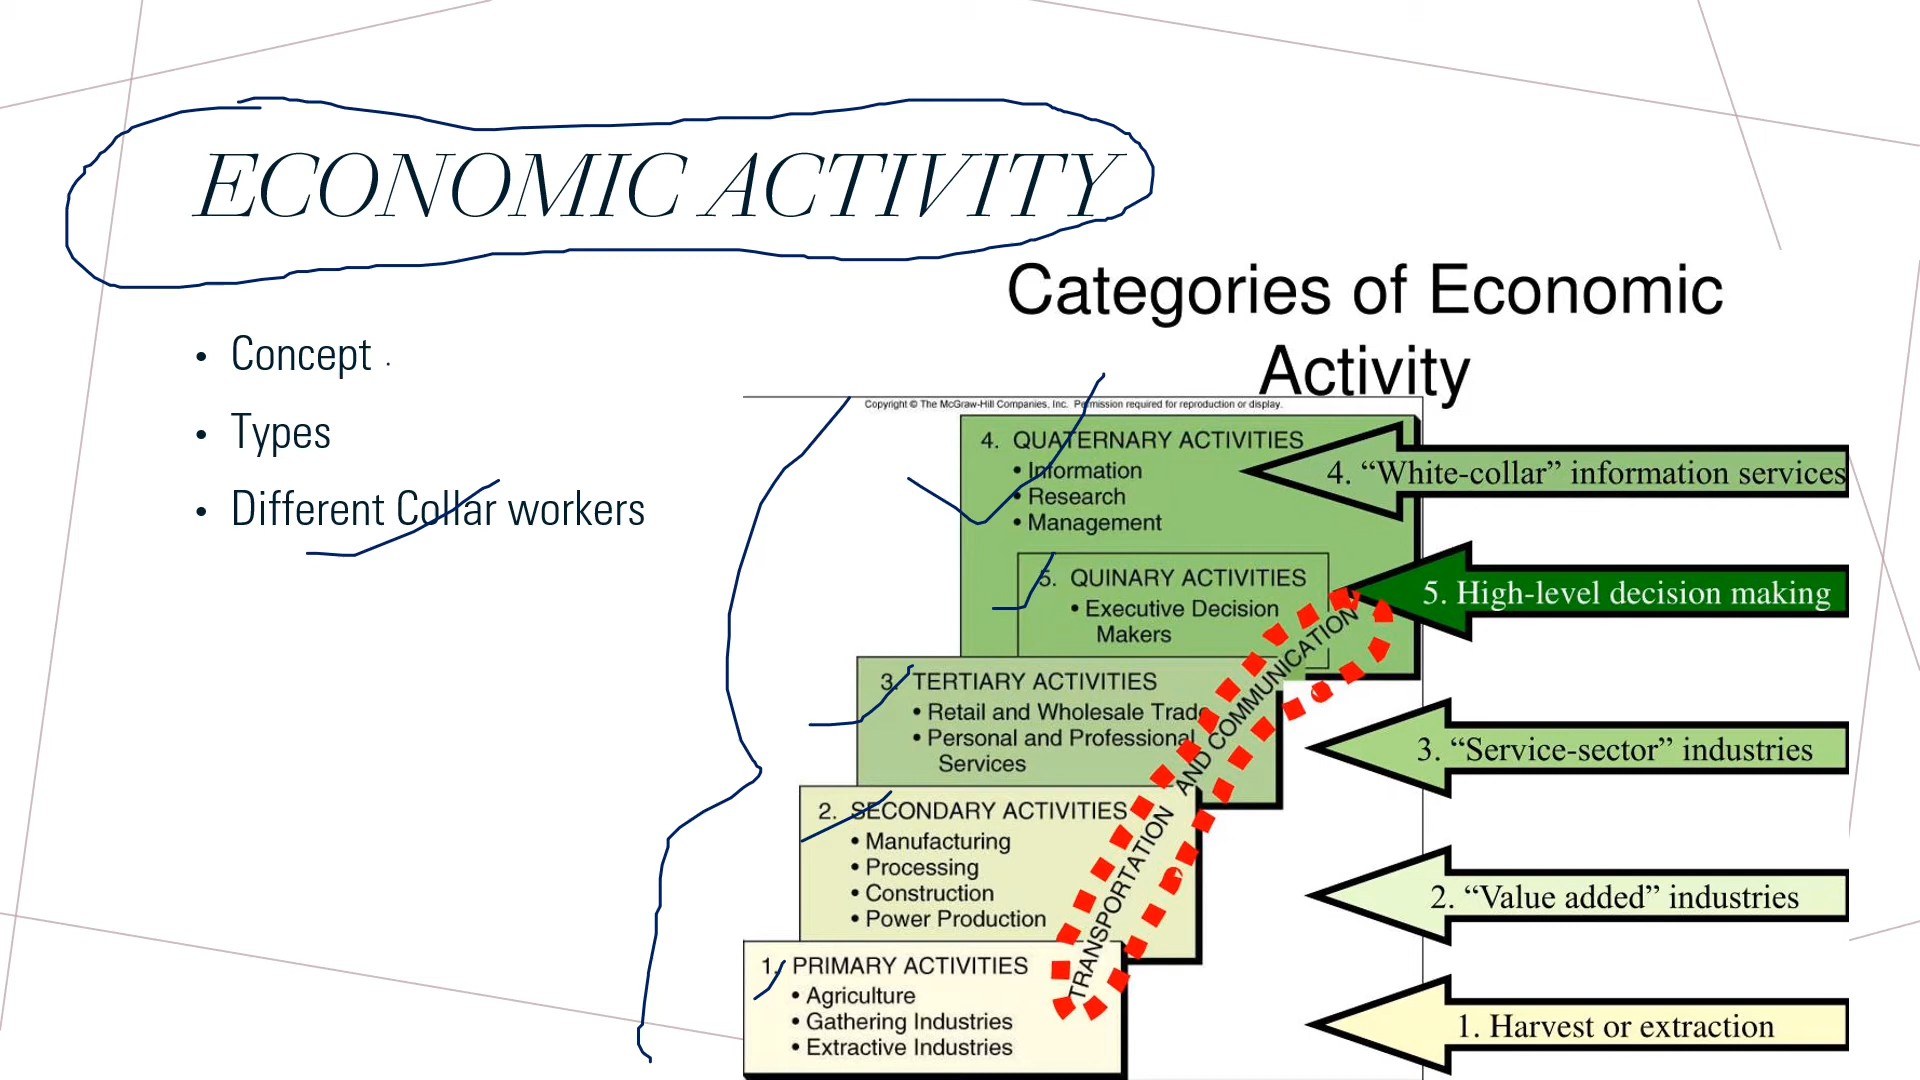 ECONOMIC ACTIVITY
• Concept .
• Types
• Different Collar workers
Categories of Economic
Activity
Copyright © The McGraw-Hill Companies, Inc. Permission required for reproduction or display.
4. QUATERNARY ACTIVITIES
• Information
• Research
• Management
4. “White-collar” information services
5. QUINARY ACTIVITIES
• Executive Decision
Makers
5. High-level decision making
3. TERTIARY ACTIVITIES
• Retail and Wholesale Trade
• Personal and Professional
Services
3. “Service-sector” industries
2. SECONDARY ACTIVITIES
• Manufacturing
• Processing
• Construction
• Power Production
2. “Value added” industries
1. PRIMARY ACTIVITIES
• Agriculture
• Gathering Industries
• Extractive Industries
1. Harvest or extraction
TRANSPORTATION AND COMMUNICATION